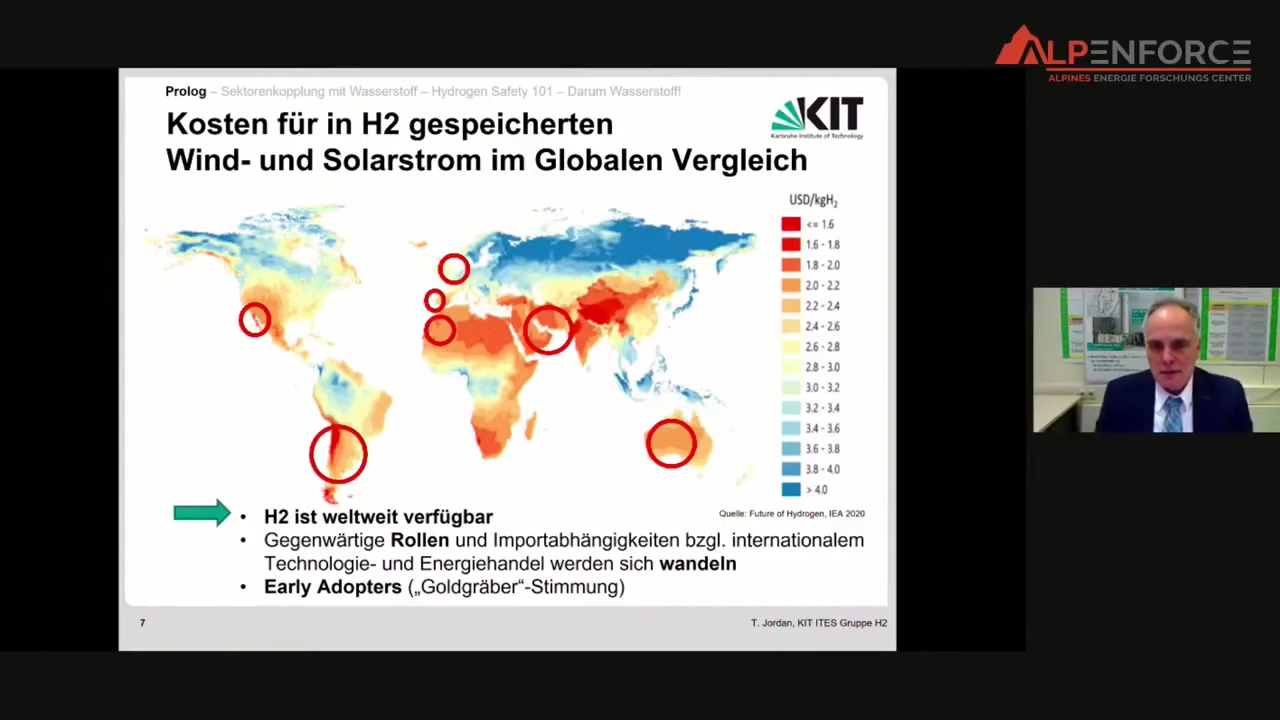 ALPENFORCE
ALPINES ENERGIE FORSCHUNGS CENTER
Prolog – Sektorenkopplung mit Wasserstoff – Hydrogen Safety 101 – Darum Wasserstoff!
KIT
Karlsruhe Institute of Technology
Kosten für in H2 gespeicherten
Wind- und Solarstrom im Globalen Vergleich
USD/kgH₂
<= 1.6
1.6 - 1.8
1.8 - 2.0
2.0 - 2.2
2.2 - 2.4
2.4 - 2.6
2.6 - 2.8
2.8 - 3.0
3.0 - 3.2
3.2 - 3.4
3.4 - 3.6
3.6 - 3.8
3.8 - 4.0
> 4.0
Quelle: Future of Hydrogen, IEA 2020
• H2 ist weltweit verfügbar
• Gegenwärtige Rollen und Importabhängigkeiten bzgl. internationalem
Technologie- und Energiehandel werden sich wandeln
• Early Adopters („Goldgräber“-Stimmung)
7
T. Jordan, KIT ITES Gruppe H2